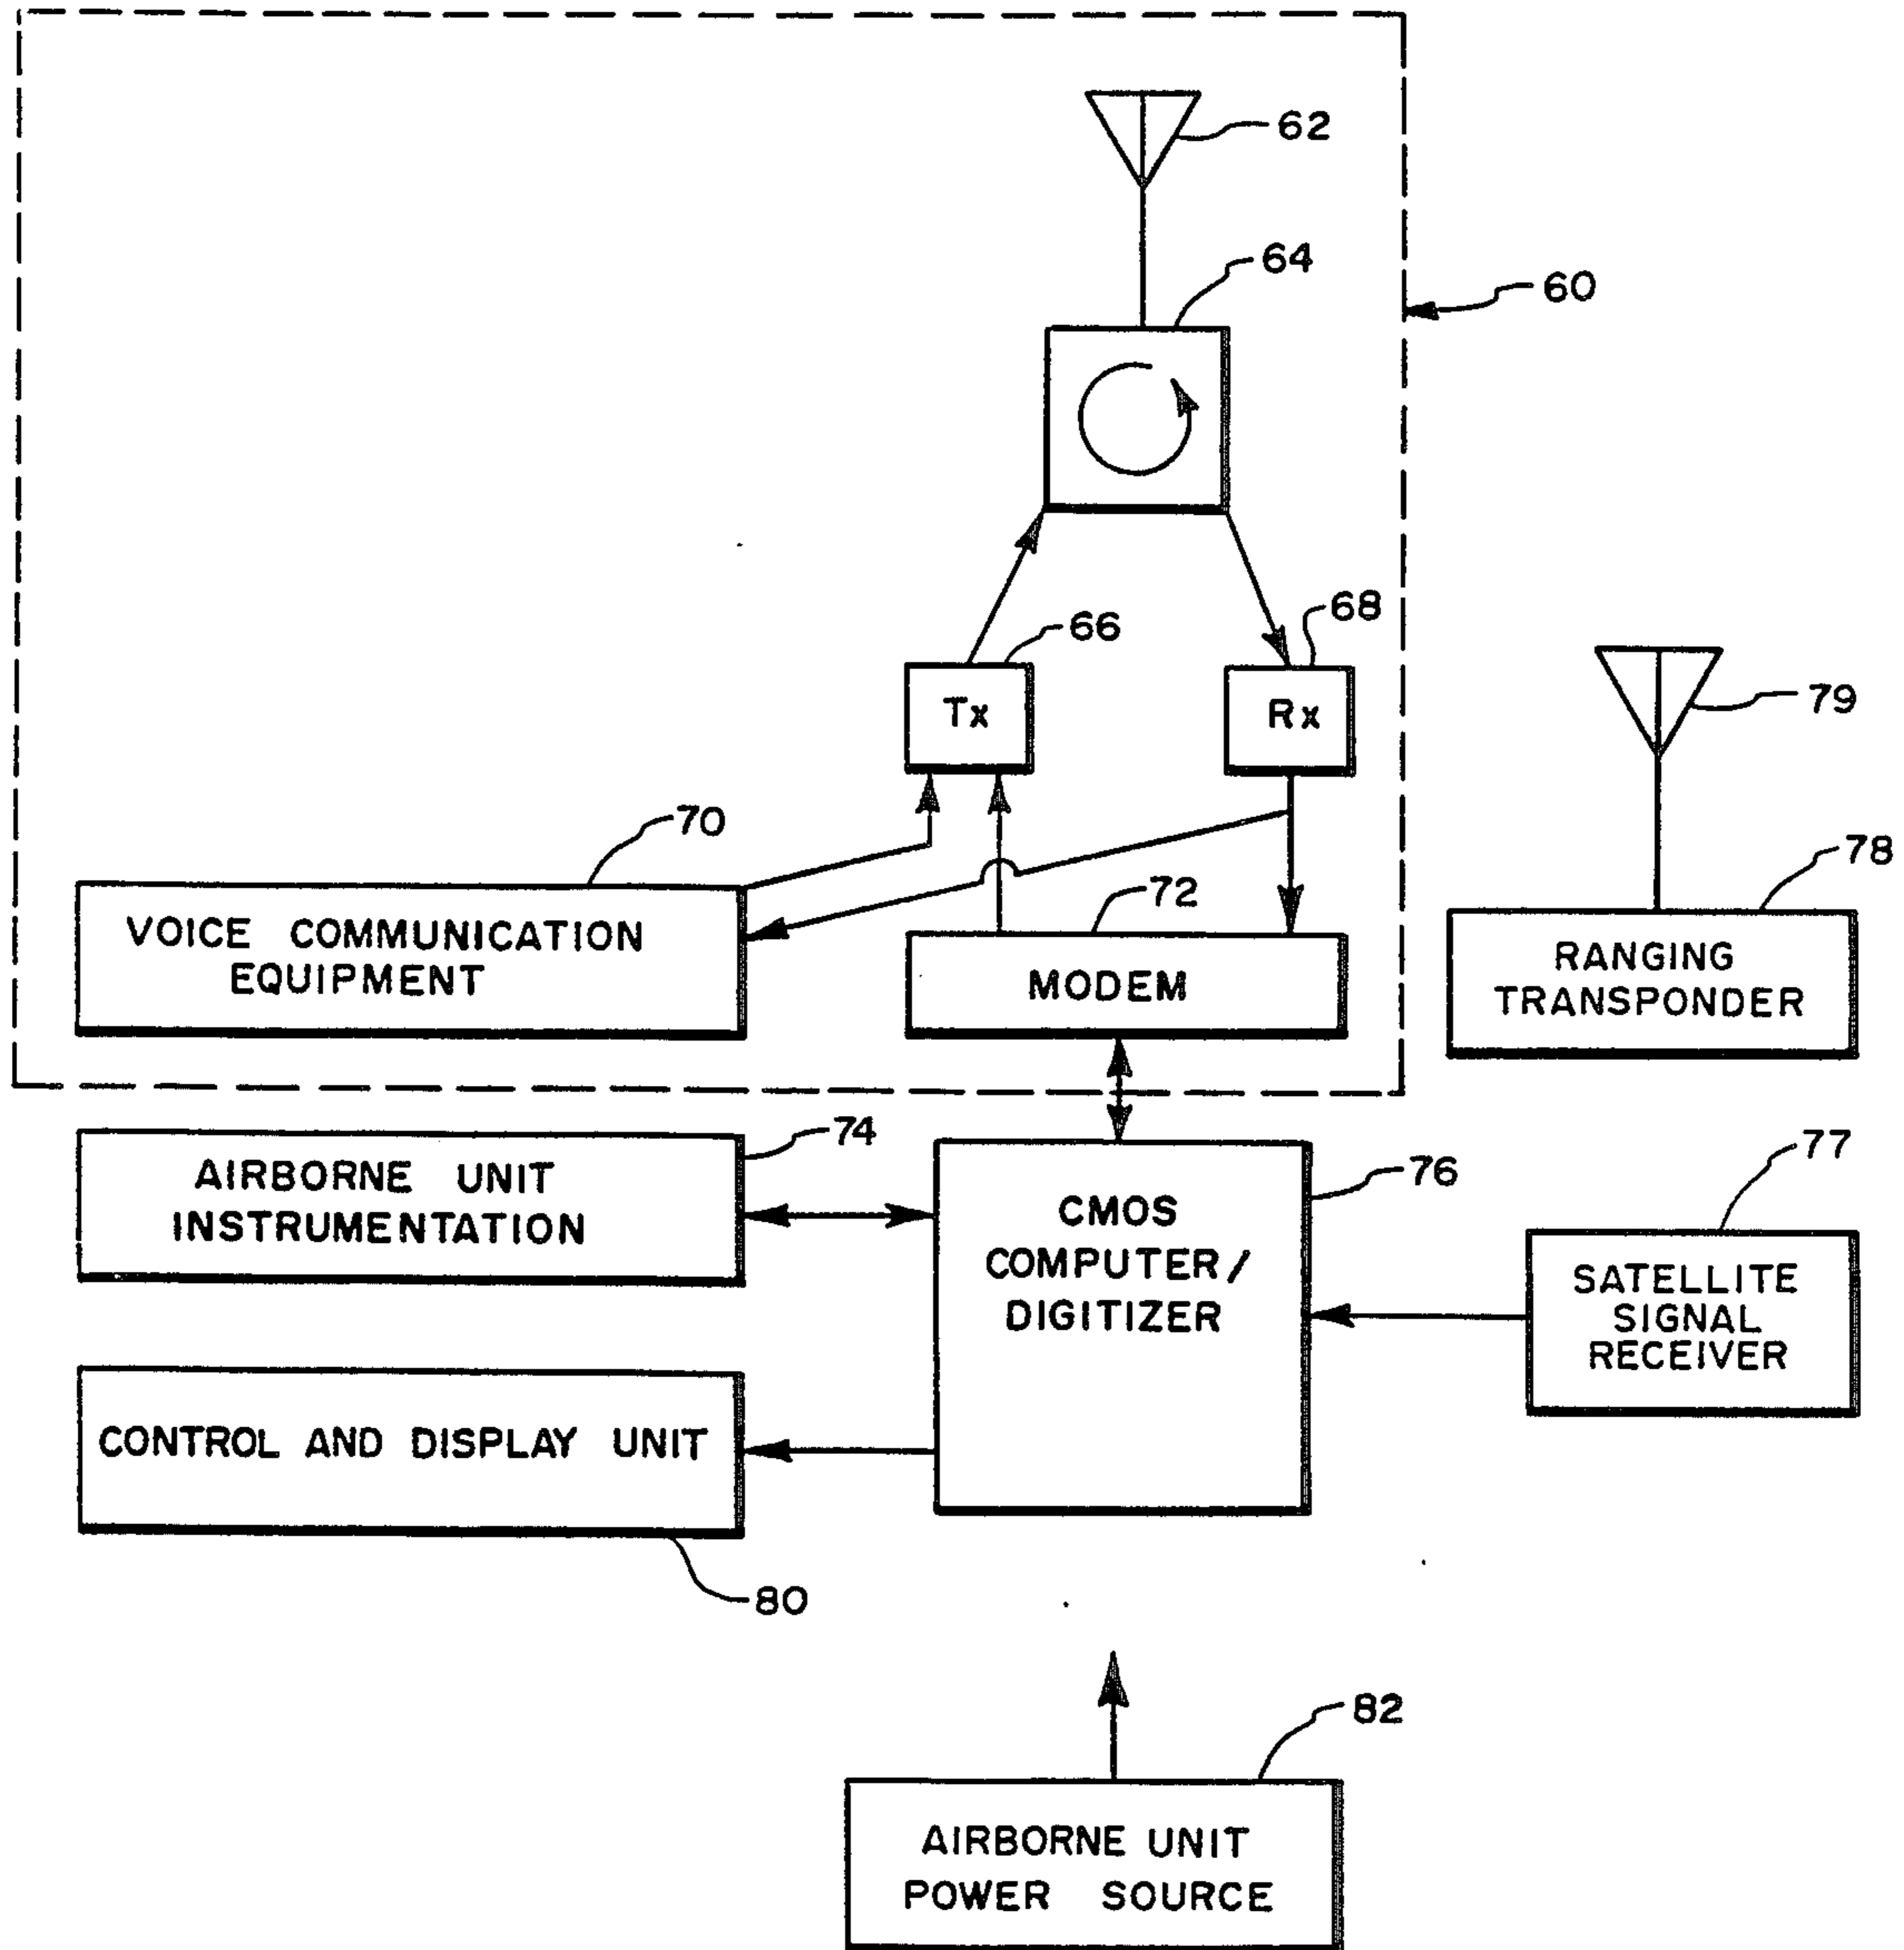 62
64
60
66
68
Tx
Rx
79
70
78
72
VOICE COMMUNICATION
EQUIPMENT
MODEM
RANGING
TRANSPONDER
74
77
76
AIRBORNE UNIT
INSTRUMENTATION
CMOS
COMPUTER/
DIGITIZER
SATELLITE
SIGNAL
RECEIVER
CONTROL AND DISPLAY UNIT
80
82
AIRBORNE UNIT
POWER SOURCE